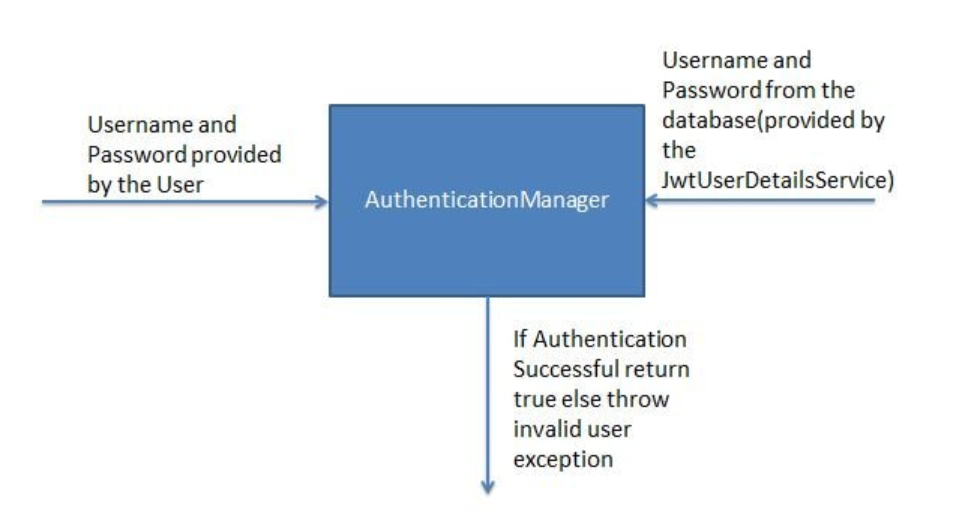 Username and
Password provided
by the User
AuthenticationManager
Username and
Password from the
database(provided by
the
JwtUserDetailsService)
If Authentication
Successful return
true else throw
invalid user
exception